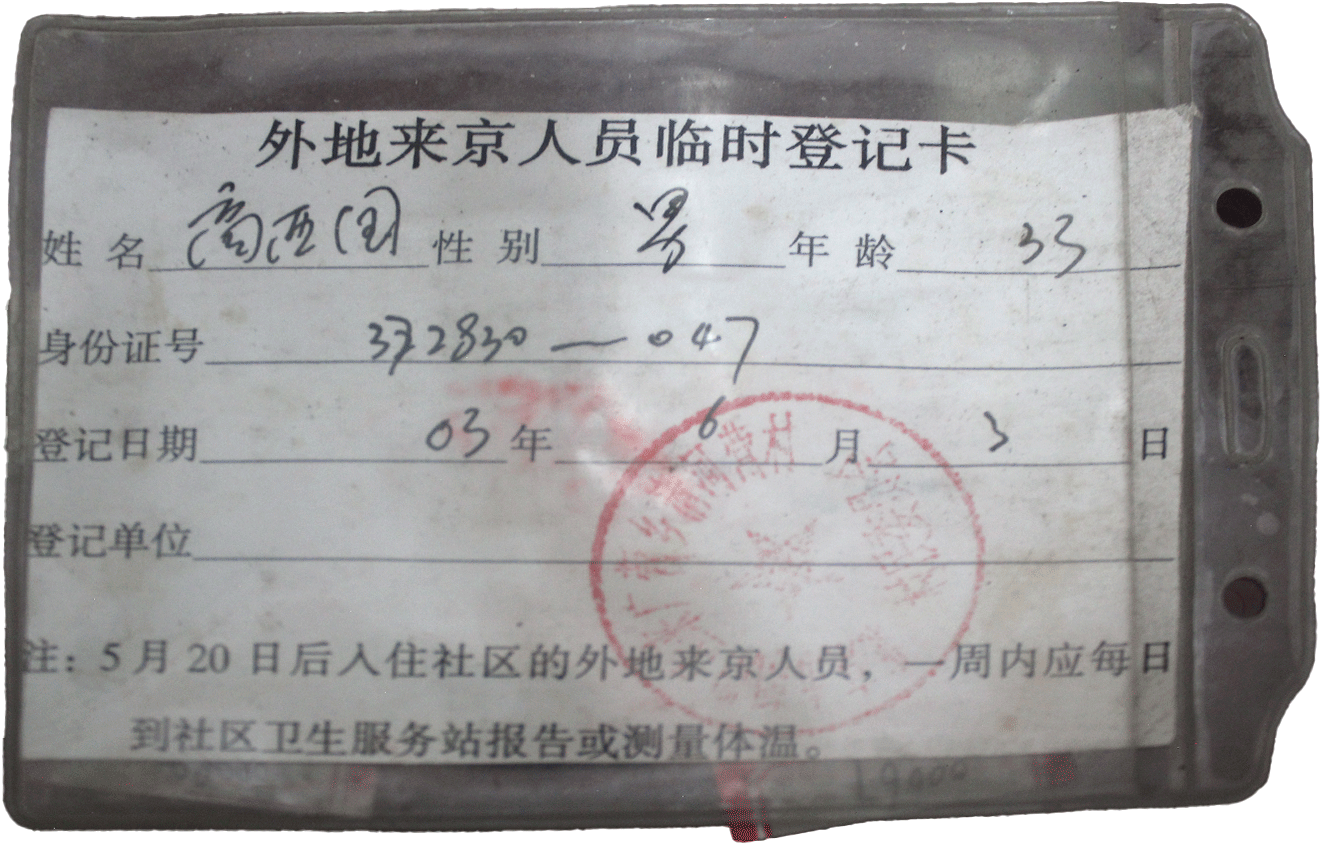 外地来京人员临时登记卡
姓名 高西国 性别 男 年龄 33
身份证号 372830—047
登记日期 03 年 6 月 3 日
登记单位
注：5月20日后入住社区的外地来京人员，一周内应每日
到社区卫生服务站报告或测量体温。